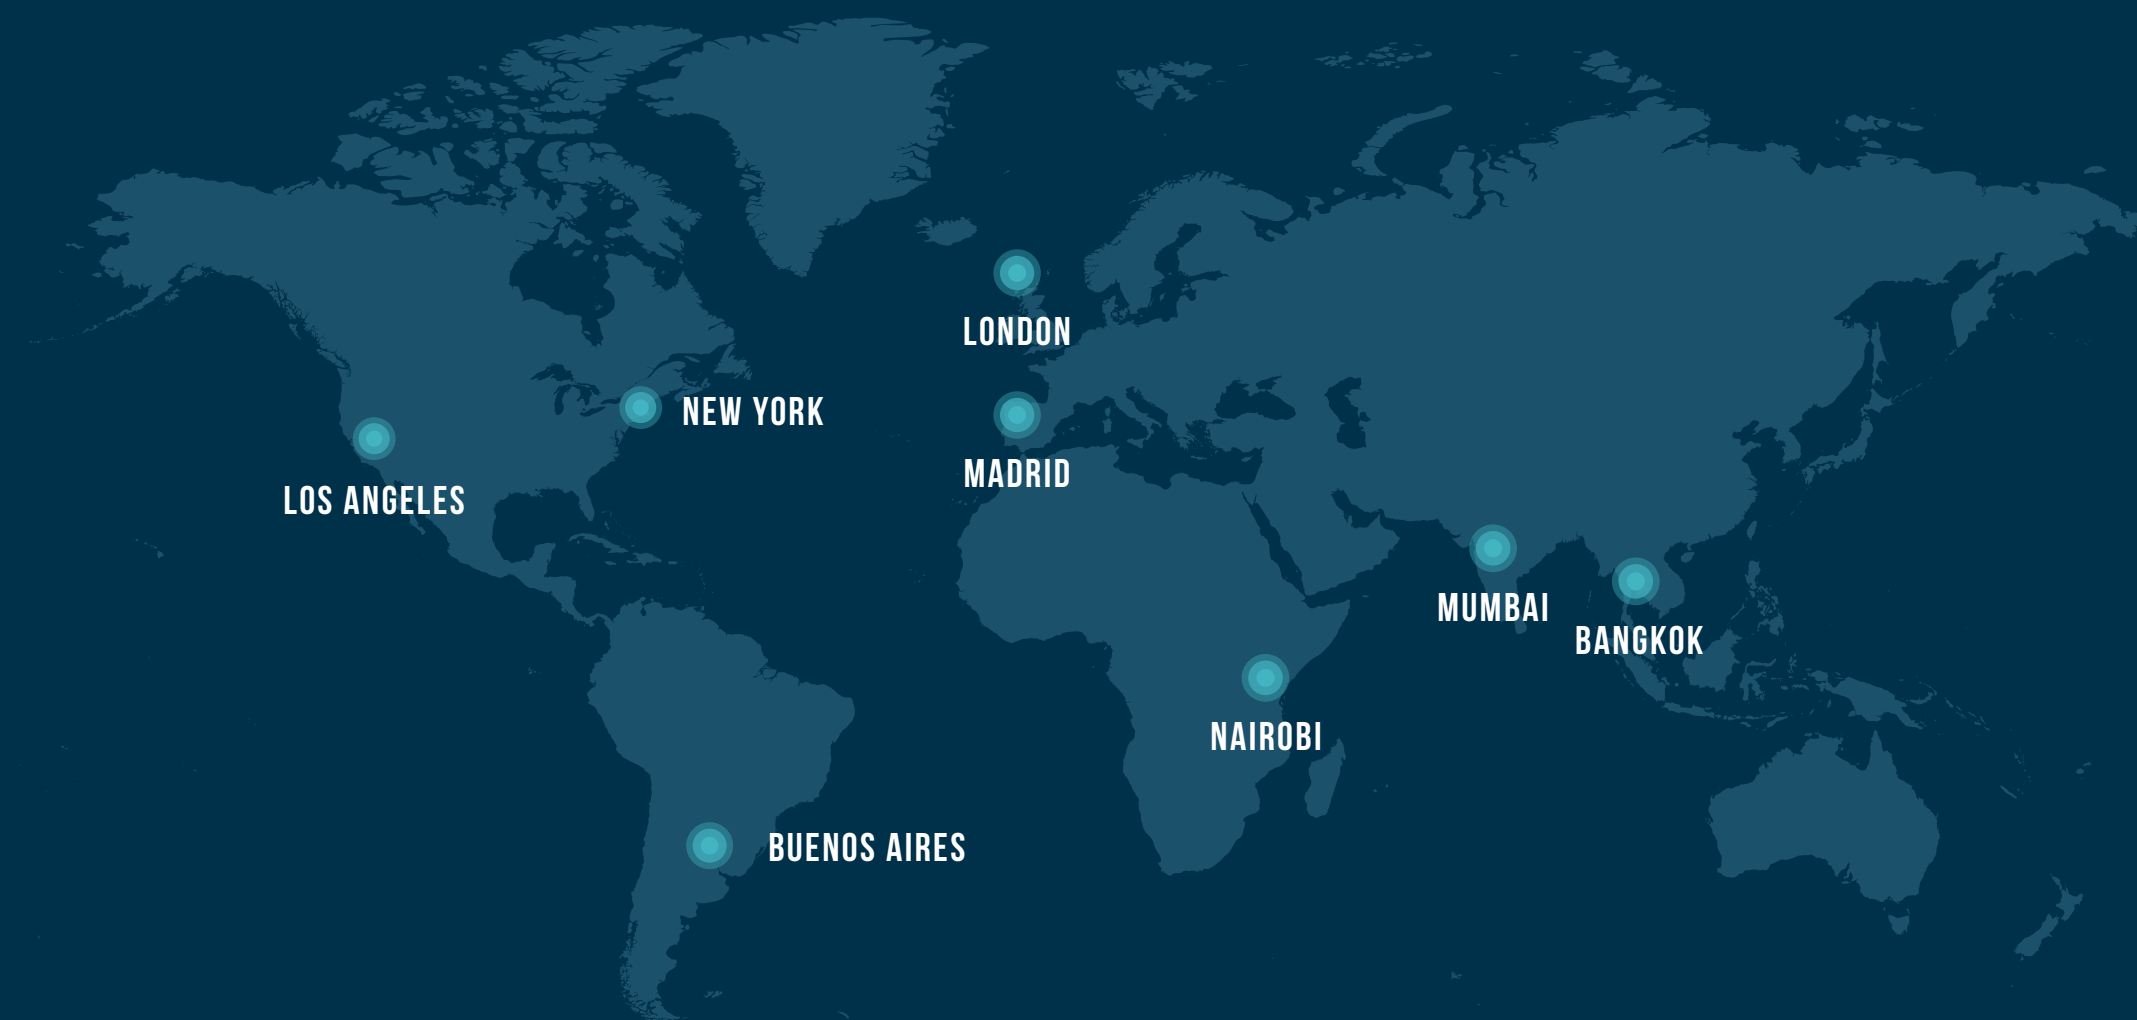 LONDON
NEW YORK
MADRID
LOS ANGELES
MUMBAI
BANGKOK
NAIROBI
BUENOS AIRES